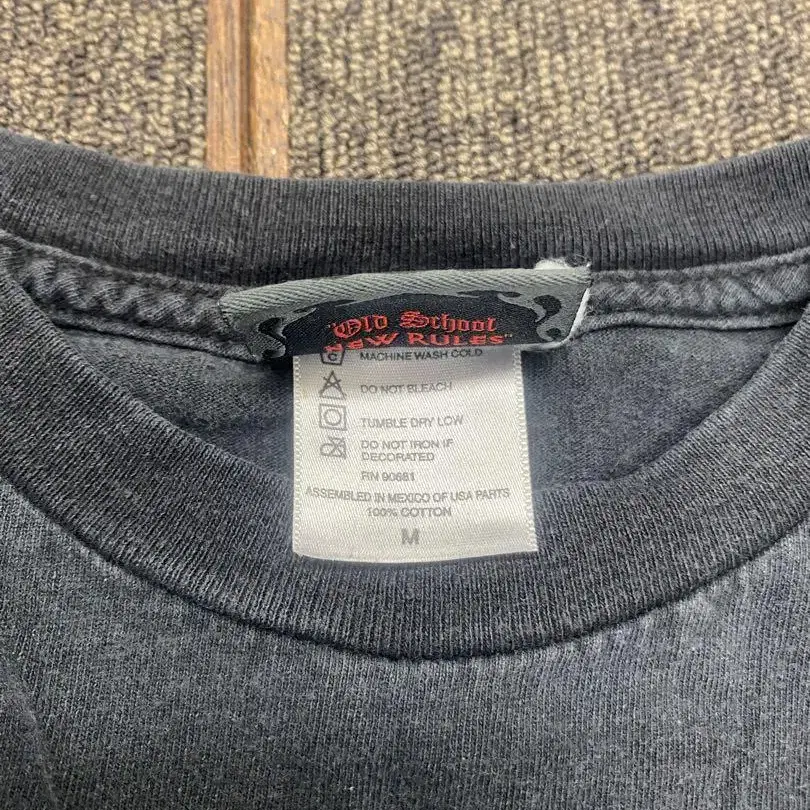 "Old School
NEW RULES"
MACHINE WASH COLD
DO NOT BLEACH
TUMBLE DRY LOW
DO NOT IRON IF
DECORATED
RN 90681
ASSEMBLED IN MEXICO OF USA PARTS
100% COTTON
M